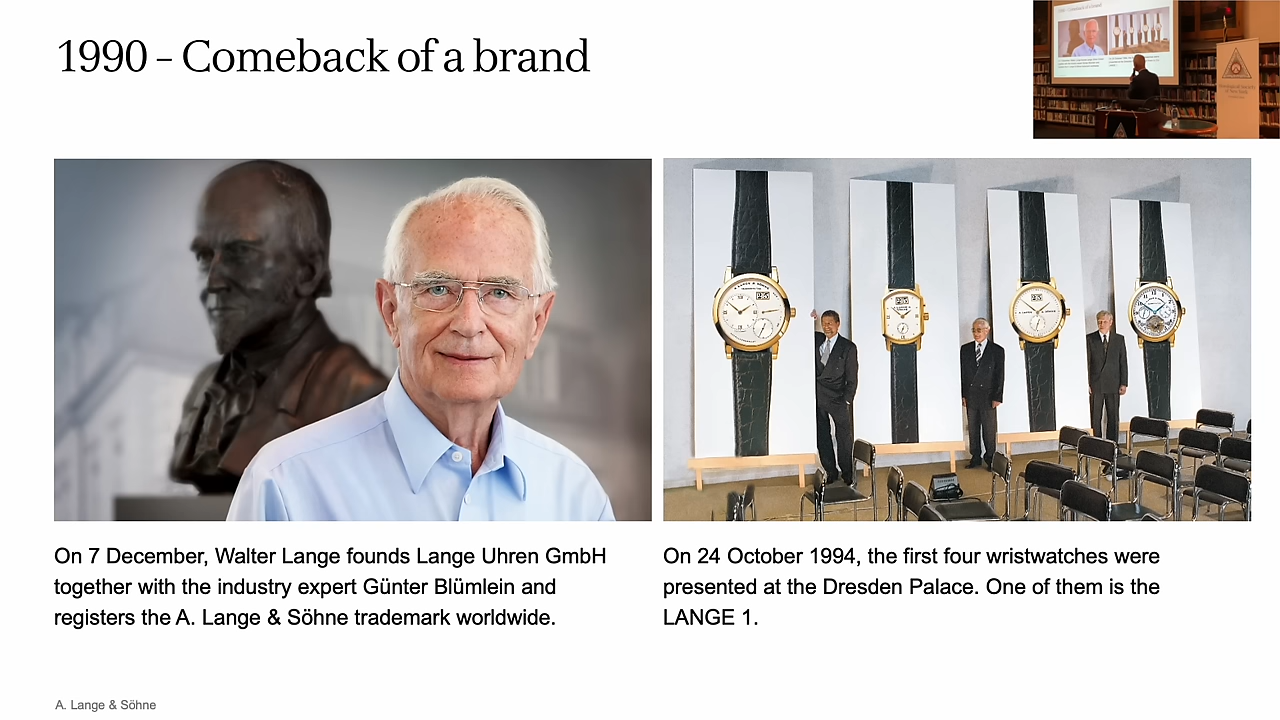 1990 – Comeback of a brand
On 7 December, Walter Lange founds Lange Uhren GmbH
together with the industry expert Günter Blümlein and
registers the A. Lange & Söhne trademark worldwide.
On 24 October 1994, the first four wristwatches were
presented at the Dresden Palace. One of them is the
LANGE 1.
A. Lange & Söhne